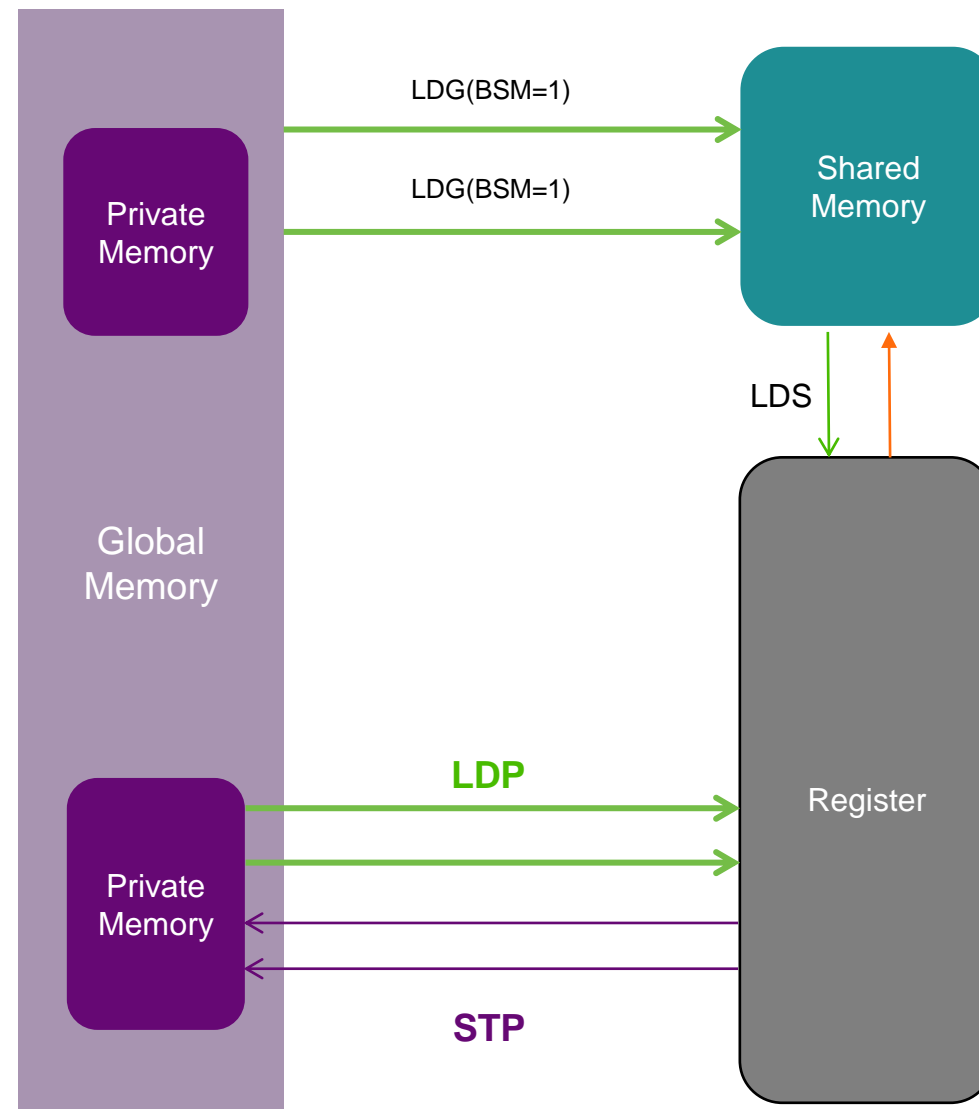 LDG(BSM=1)
LDG(BSM=1)
Private
Memory
Shared
Memory
LDS
Global
Memory
LDP
Register
Private
Memory
STP